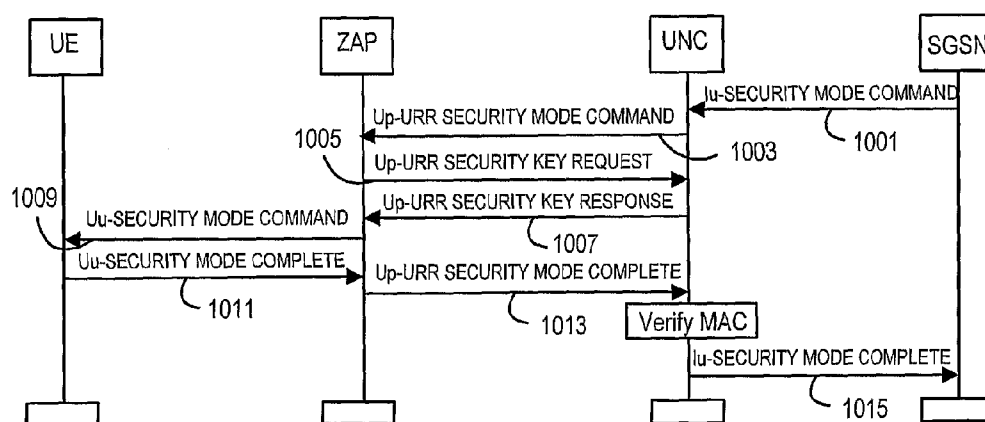 UE
ZAP
UNC
SGSN
Iu-SECURITY MODE COMMAND
1001
Up-URR SECURITY MODE COMMAND
1003
1005
Up-URR SECURITY KEY REQUEST
Up-URR SECURITY KEY RESPONSE
1007
1009
Uu-SECURITY MODE COMMAND
Uu-SECURITY MODE COMPLETE
1011
Up-URR SECURITY MODE COMPLETE
1013
Verify MAC
Iu-SECURITY MODE COMPLETE
1015